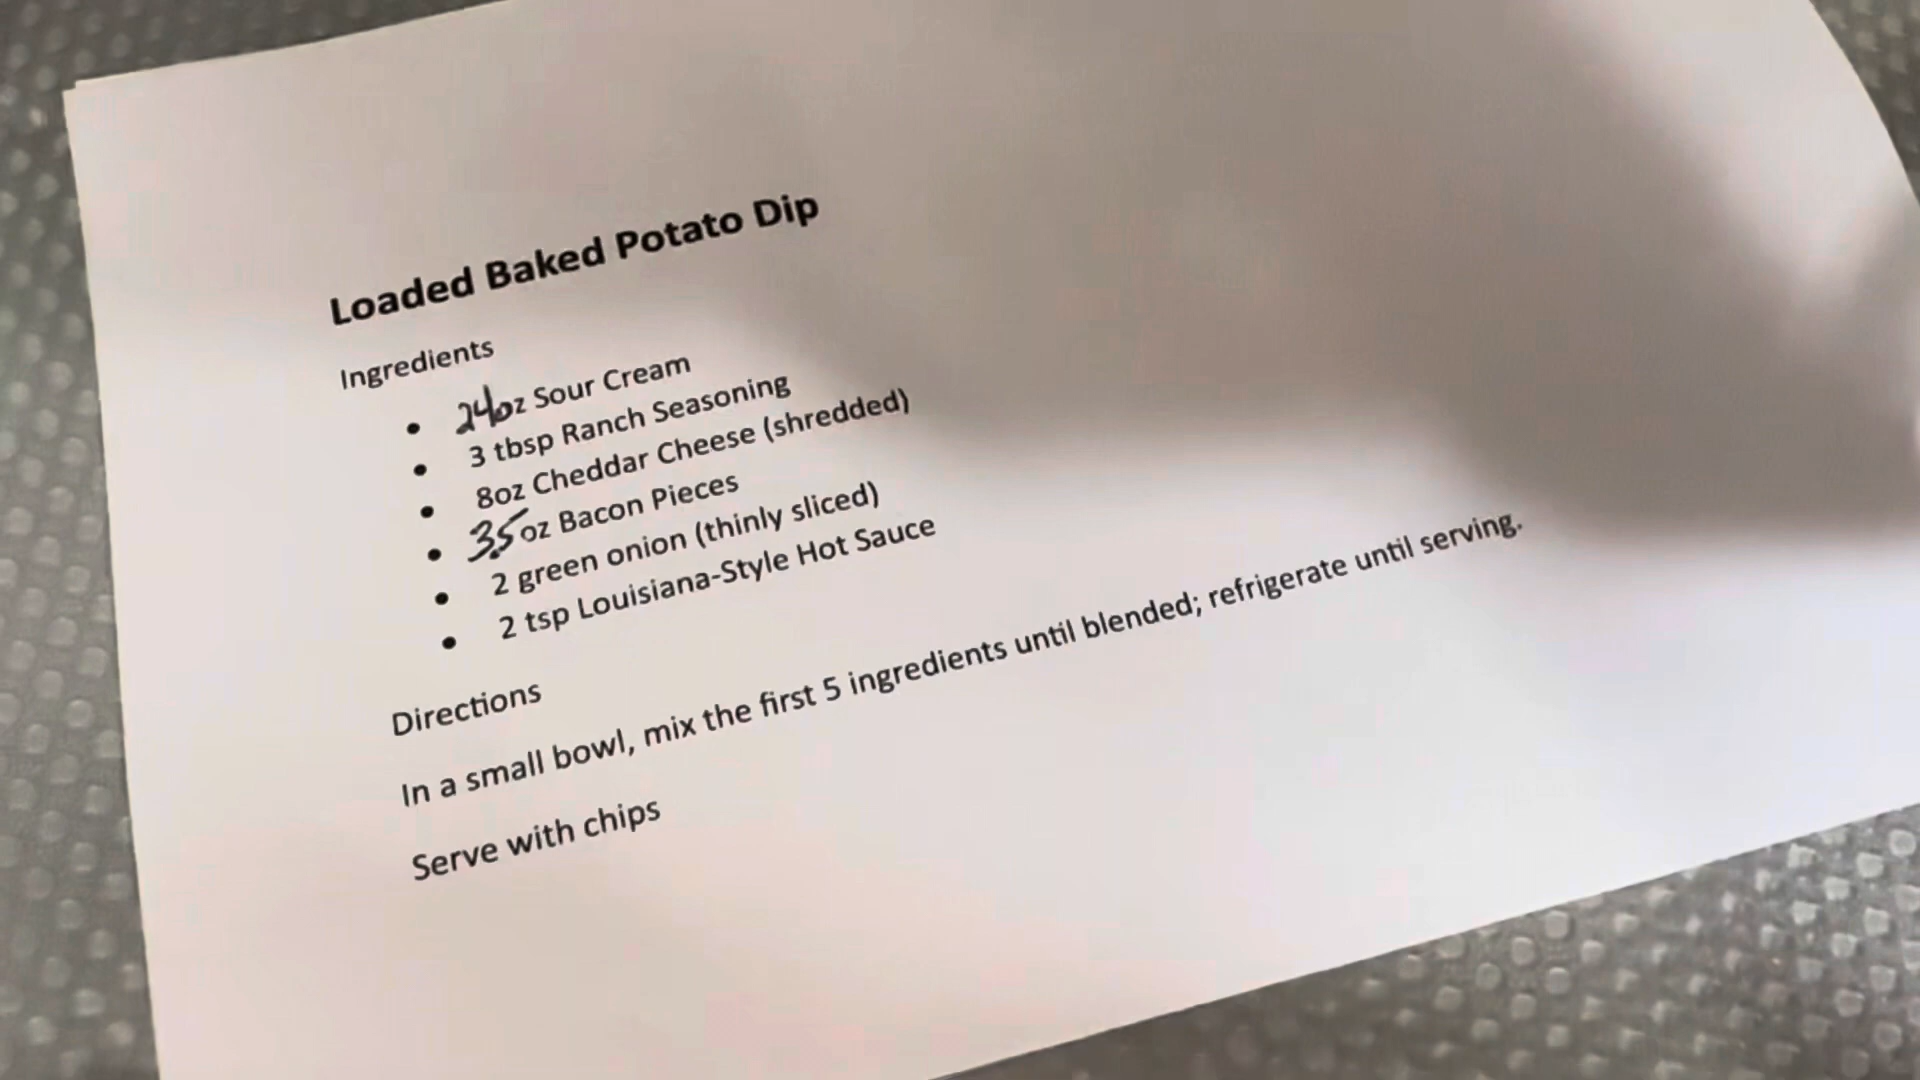 Loaded Baked Potato Dip
Ingredients
• 24oz Sour Cream
• 3 tbsp Ranch Seasoning
• 8oz Cheddar Cheese (shredded)
• 3.5oz Bacon Pieces
• 2 green onion (thinly sliced)
• 2 tsp Louisiana-Style Hot Sauce
Directions
In a small bowl, mix the first 5 ingredients until blended; refrigerate until serving.
Serve with chips